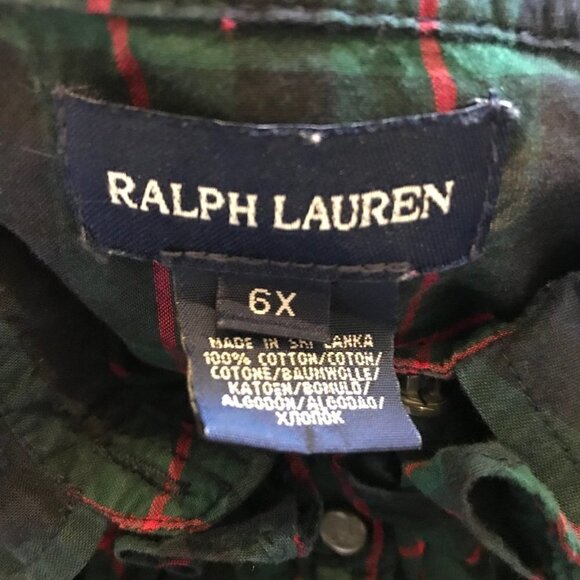 RALPH LAUREN
6X
MADE IN SRI LANKA
100% COTTON/COTON/
COTONE/BAUMWOLLE/
KATOEN/BOMULD/
ALGODON/ALGODAO/
ХЛОПОК